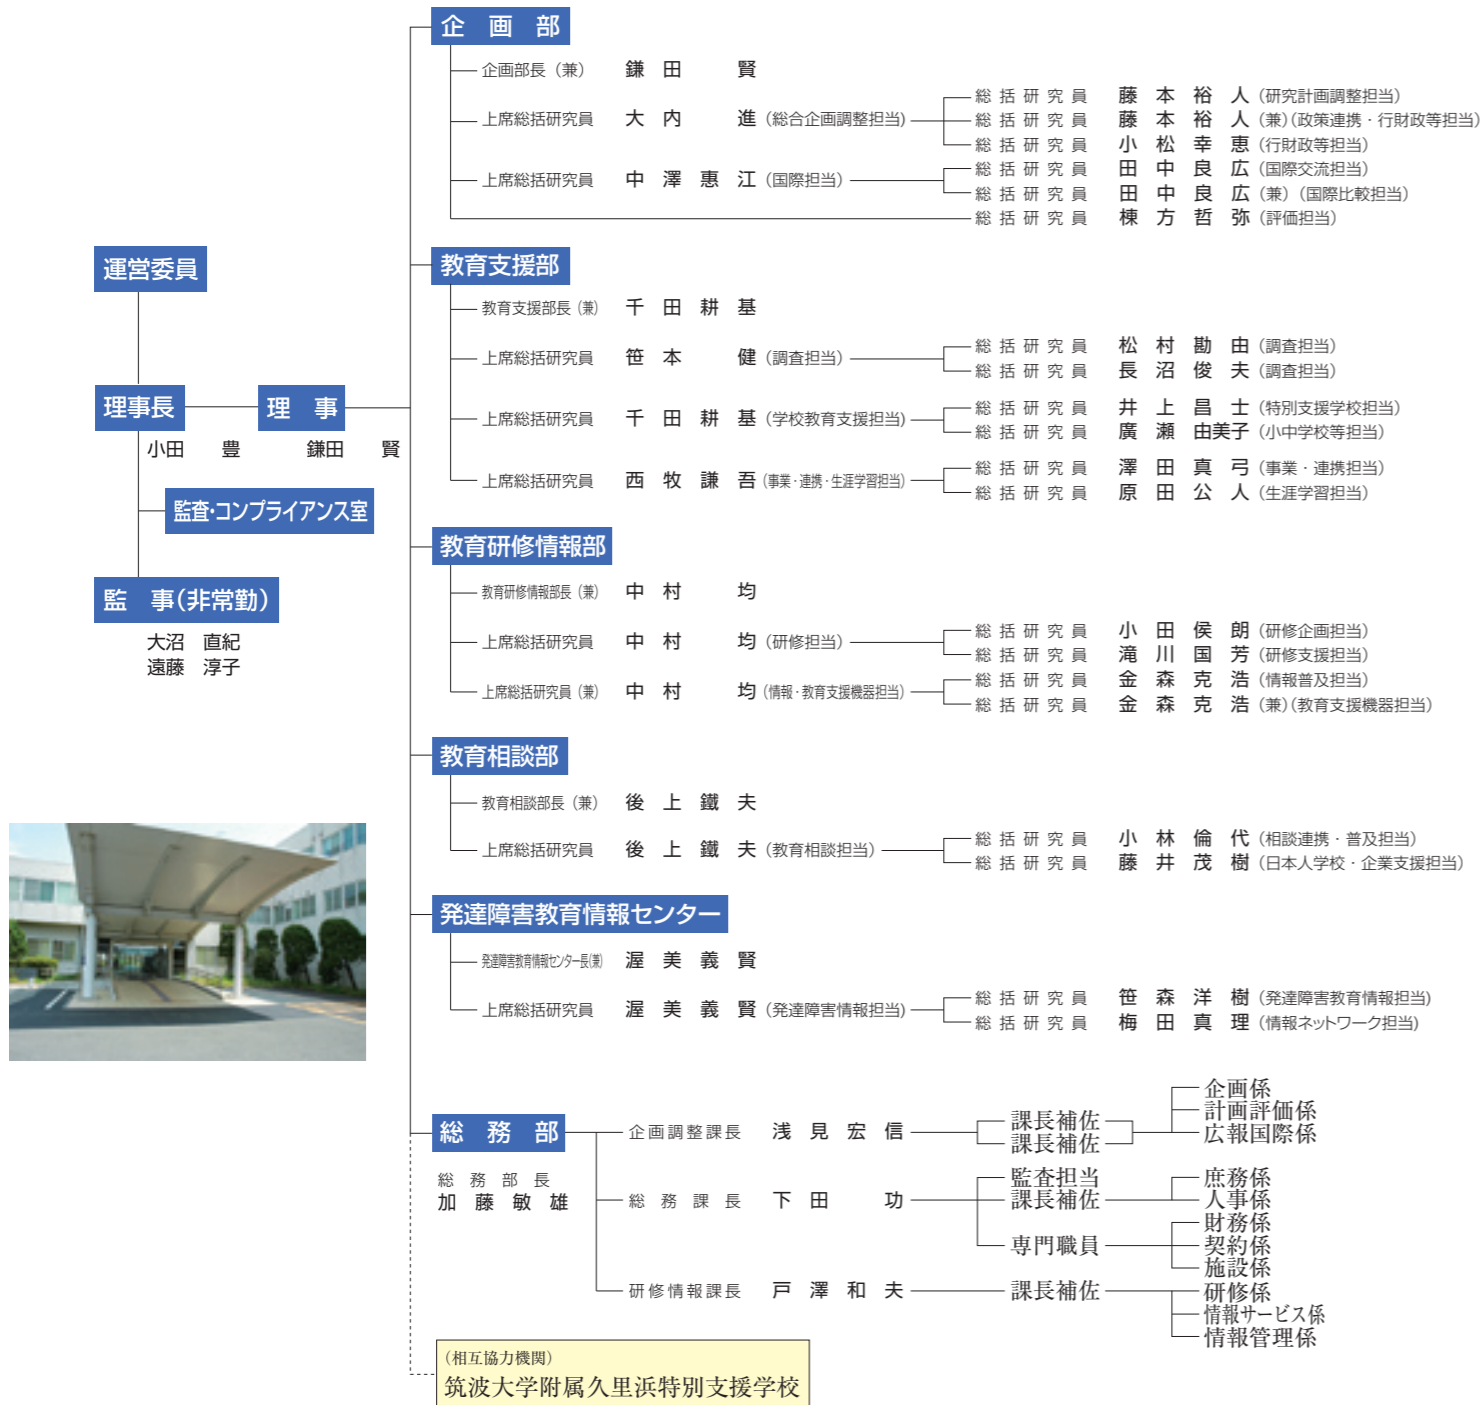 運営委員
理事長
小田　豊
理　事
鎌田　賢
監査・コンプライアンス室
監　事(非常勤)
大沼　直紀
遠藤　淳子
企　画　部
企画部長（兼）　鎌　田　　賢
上席総括研究員　大　内　　進（総合企画調整担当）
総括研究員　藤　本　裕　人（研究計画調整担当）
総括研究員　藤　本　裕　人（兼）（政策連携・行財政等担当）
総括研究員　小　松　幸　恵（行財政等担当）
上席総括研究員　中　澤　惠　江（国際担当）
総括研究員　田　中　良　広（国際交流担当）
総括研究員　田　中　良　広（兼）（国際比較担当）
総括研究員　棟　方　哲　弥（評価担当）
教育支援部
教育支援部長（兼）　千　田　耕　基
上席総括研究員　笹　本　　健（調査担当）
総括研究員　松　村　勘　由（調査担当）
総括研究員　長　沼　俊　夫（調査担当）
上席総括研究員　千　田　耕　基（学校教育支援担当）
総括研究員　井　上　昌　士（特別支援学校担当）
総括研究員　廣　瀬　由美子（小中学校等担当）
上席総括研究員　西　牧　謙　吾（事業・連携・生涯学習担当）
総括研究員　澤　田　真　弓（事業・連携担当）
総括研究員　原　田　公　人（生涯学習担当）
教育研修情報部
教育研修情報部長（兼）　中　村　　均
上席総括研究員　中　村　　均（研修担当）
総括研究員　小　田　侯　朗（研修企画担当）
総括研究員　滝　川　国　芳（研修支援担当）
上席総括研究員（兼）　中　村　　均（情報・教育支援機器担当）
総括研究員　金　森　克　浩（情報普及担当）
総括研究員　金　森　克　浩（兼）（教育支援機器担当）
教育相談部
教育相談部長（兼）　後　上　鐵　夫
上席総括研究員　後　上　鐵　夫（教育相談担当）
総括研究員　小　林　倫　代（相談連携・普及担当）
総括研究員　藤　井　茂　樹（日本人学校・企業支援担当）
発達障害教育情報センター
発達障害教育情報センター長（兼）　渥　美　義　賢
上席総括研究員　渥　美　義　賢（発達障害情報担当）
総括研究員　笹　森　洋　樹（発達障害教育情報担当）
総括研究員　梅　田　真　理（情報ネットワーク担当）
総　務　部
総　務　部　長
加　藤　敏　雄
企画調整課長　浅　見　宏　信
課長補佐
課長補佐
企画係
計画評価係
広報国際係
総　務　課　長　下　田　　功
監査担当
課長補佐
庶務係
人事係
専門職員
財務係
契約係
施設係
研修情報課長　戸　澤　和　夫
課長補佐
研修係
情報サービス係
情報管理係
（相互協力機関）
筑波大学附属久里浜特別支援学校